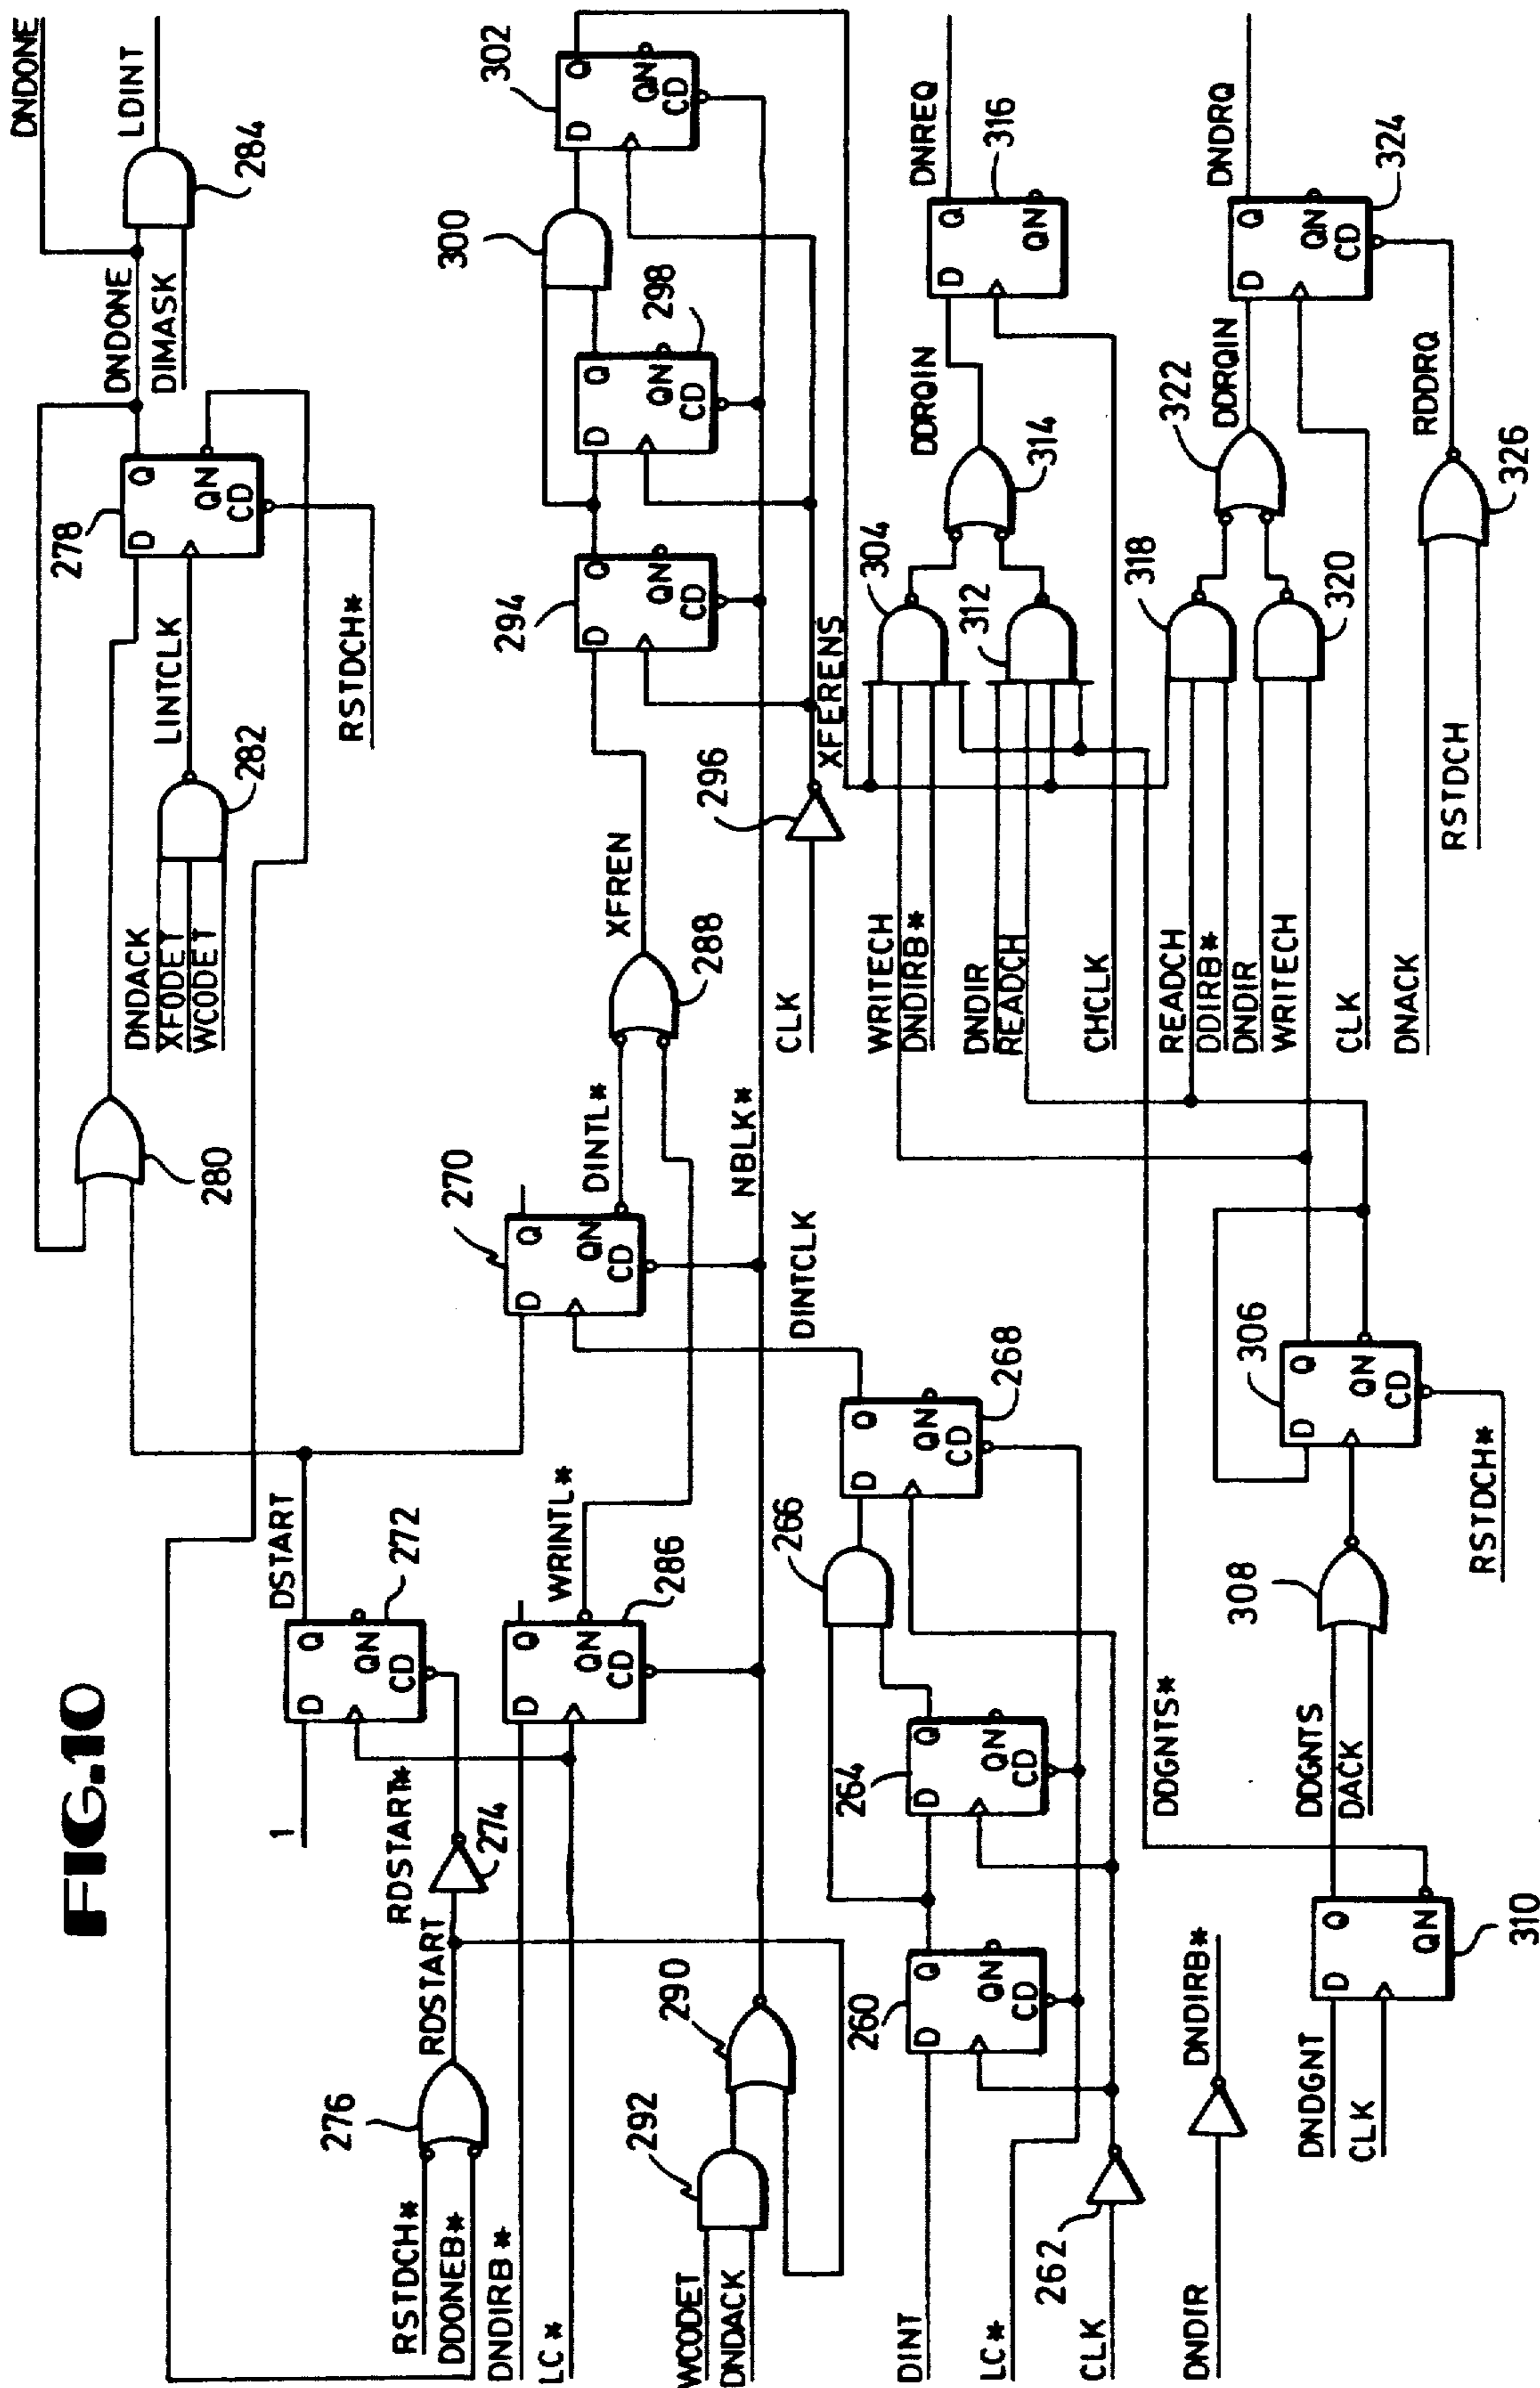 FIG.10
DNDONE
LDINT
284
DNDONE
DIMASK
278
D
Q
QN
CD
LINTCLK
RSTDCH*
282
DNDACK
XFODET
WCODET
280
302
D
Q
QN
CD
300
298
D
Q
QN
CD
294
D
Q
QN
CD
296
XFERENS
CLK
XFREN
288
DINTL*
NBLK*
270
D
Q
QN
CD
DINTCLK
DSTART
272
D
Q
QN
CD
1
RDSTART*
274
RDSTART
276
RSTDCH*
DDONEB*
WRINTL*
286
D
Q
QN
CD
DNDIRB*
LC*
290
292
WCODET
DNDACK
268
D
Q
QN
CD
266
264
D
Q
QN
CD
260
D
Q
QN
CD
DINT
LC*
CLK
262
DNREQ
316
D
Q
QN
DDRQIN
314
304
312
WRITECH
DNDIRB*
DNDIR
READCH
CHCLK
DNDRQ
324
D
Q
QN
CD
DDRQIN
322
318
320
READCH
DDIRB*
DNDIR
WRITECH
CLK
RDDRQ
326
DNACK
RSTDCH
306
D
Q
QN
CD
RSTDCH*
308
DDGNTS*
DDGNTS
DACK
310
D
Q
QN
DNDGNT
CLK
DNDIR
DNDIRB*